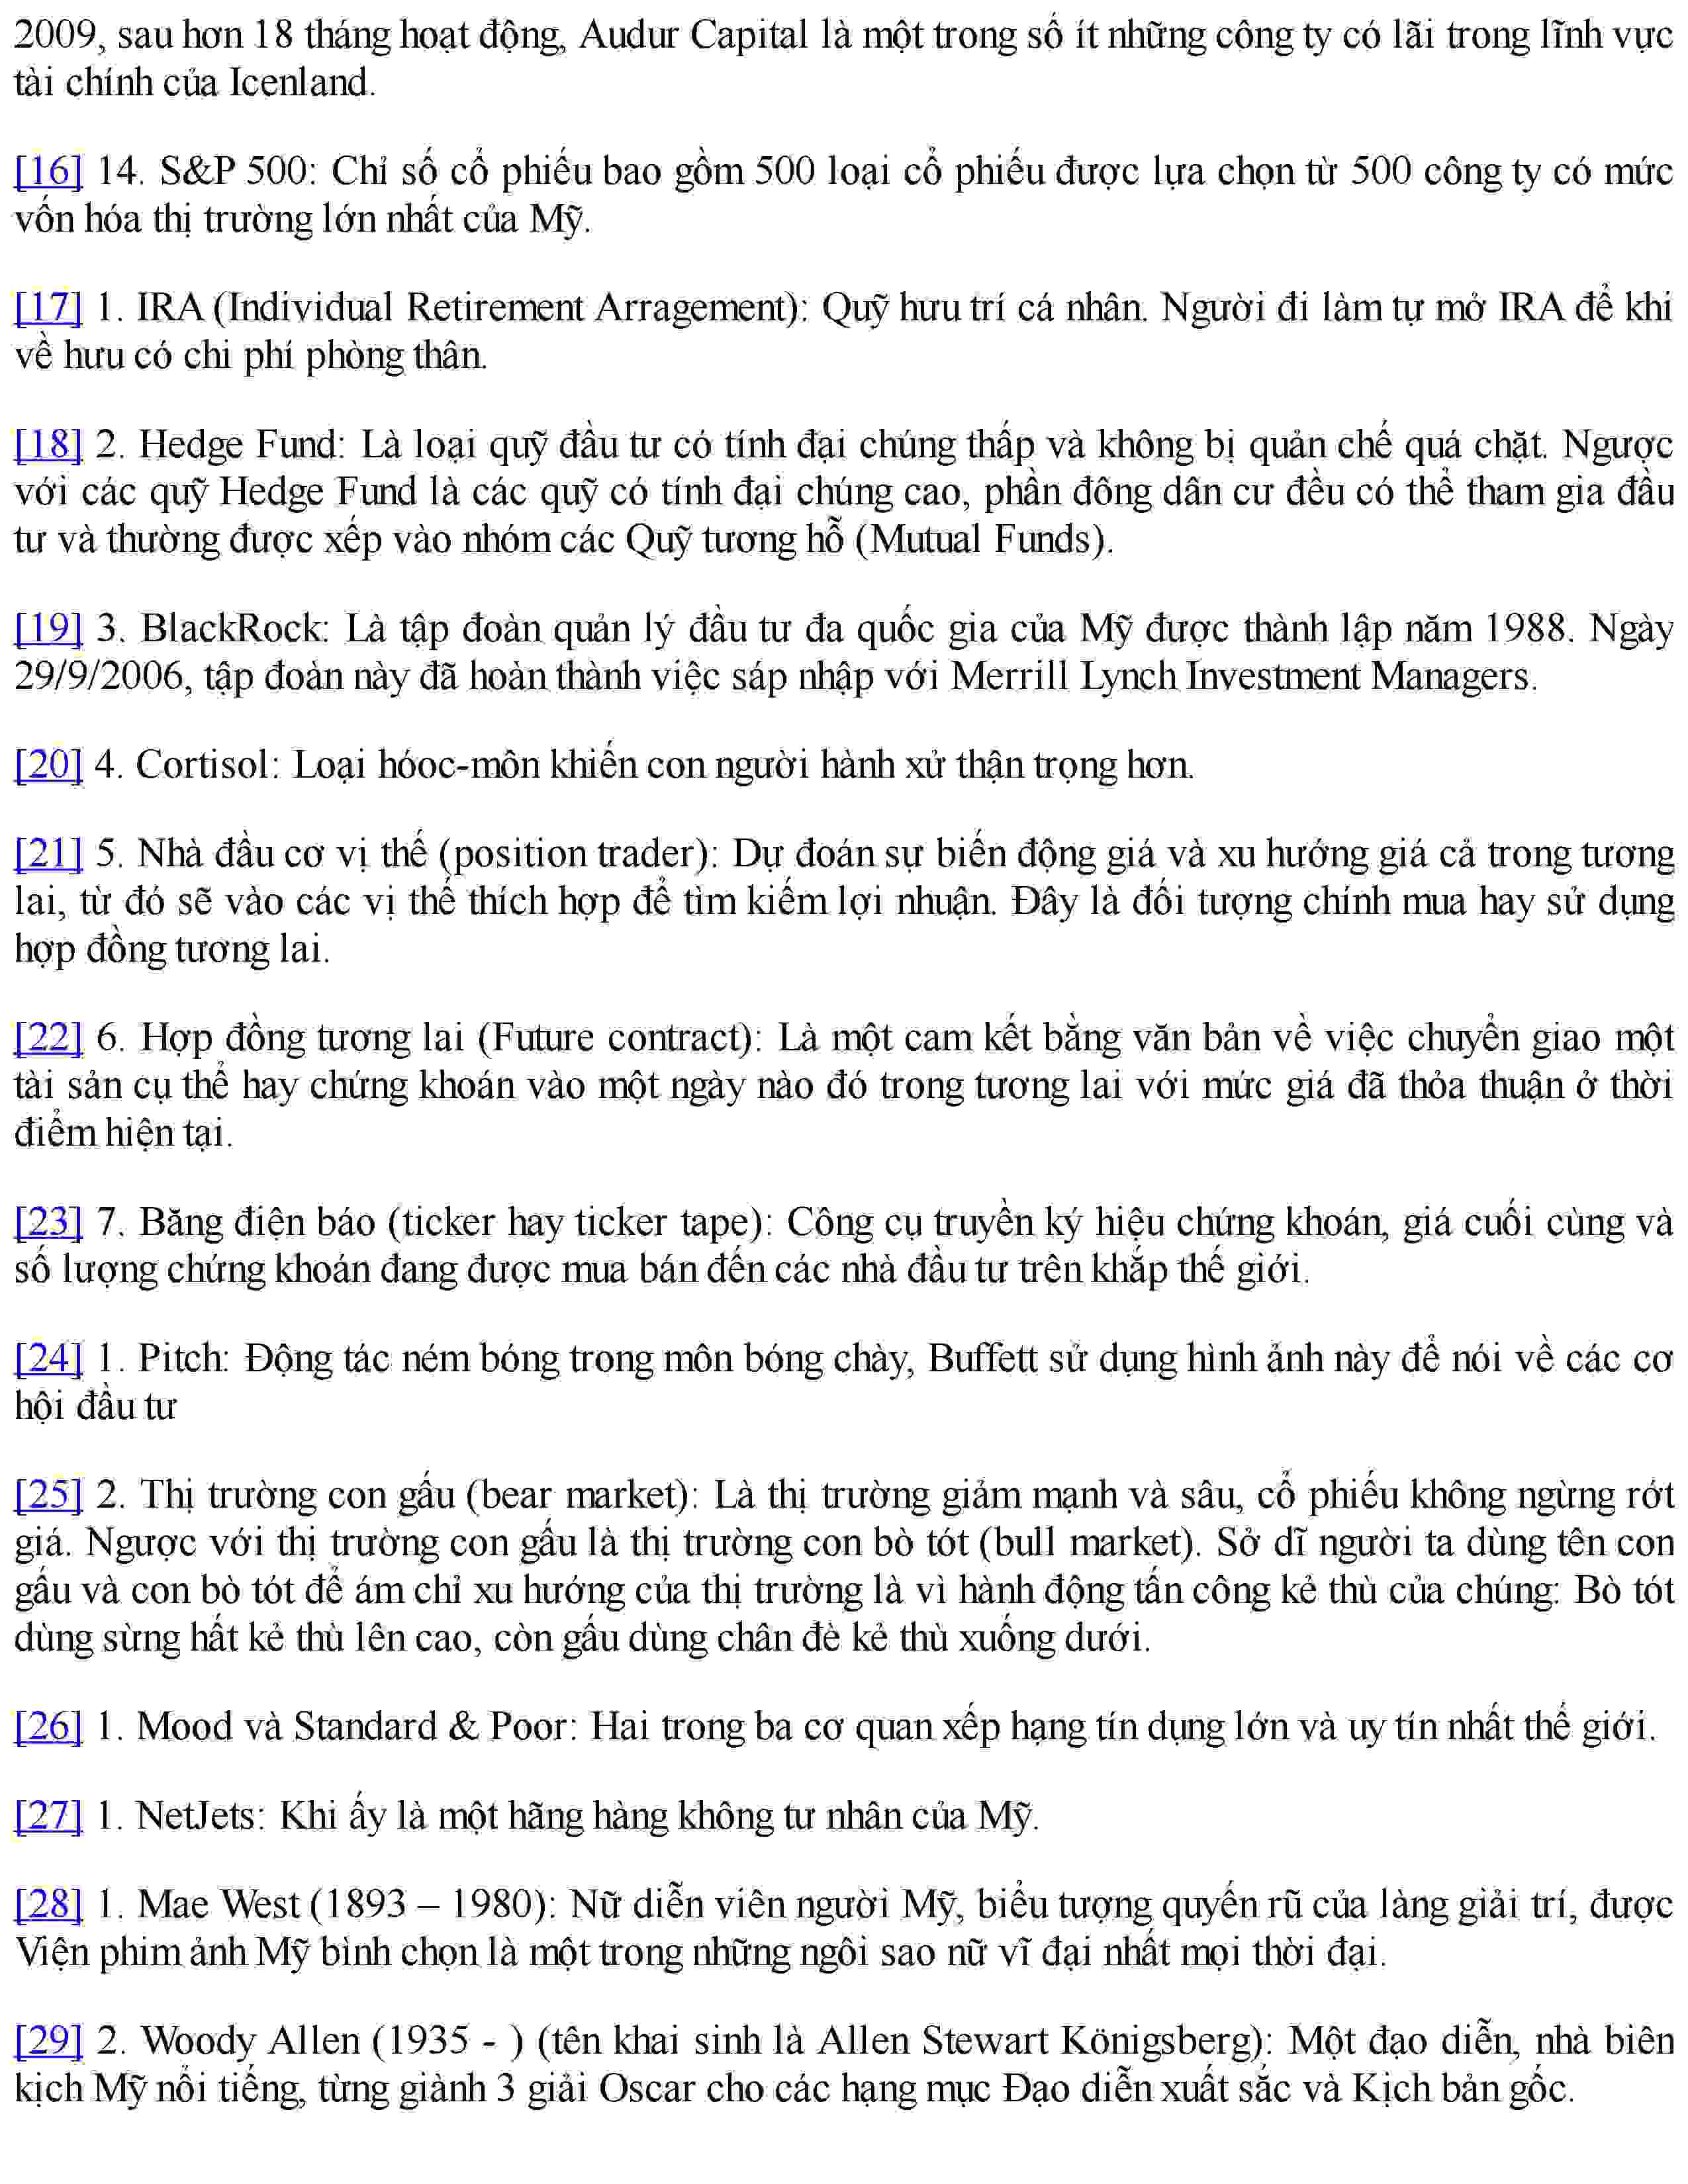 2009, sau hơn 18 tháng hoạt động, Audur Capital là một trong số ít những công ty có lãi trong lĩnh vực
tài chính của Icenland.
[16] 14. S&P 500: Chỉ số cổ phiếu bao gồm 500 loại cổ phiếu được lựa chọn từ 500 công ty có mức
vốn hóa thị trường lớn nhất của Mỹ.
[17] 1. IRA (Individual Retirement Arragement): Quỹ hưu trí cá nhân. Người đi làm tự mở IRA để khi
về hưu có chi phí phòng thân.
[18] 2. Hedge Fund: Là loại quỹ đầu tư có tính đại chúng thấp và không bị quản chế quá chặt. Ngược
với các quỹ Hedge Fund là các quỹ có tính đại chúng cao, phần đông dân cư đều có thể tham gia đầu
tư và thường được xếp vào nhóm các Quỹ tương hỗ (Mutual Funds).
[19] 3. BlackRock: Là tập đoàn quản lý đầu tư đa quốc gia của Mỹ được thành lập năm 1988. Ngày
29/9/2006, tập đoàn này đã hoàn thành việc sáp nhập với Merrill Lynch Investment Managers.
[20] 4. Cortisol: Loại hóoc-môn khiến con người hành xử thận trọng hơn.
[21] 5. Nhà đầu cơ vị thế (position trader): Dự đoán sự biến động giá và xu hướng giá cả trong tương
lai, từ đó sẽ vào các vị thế thích hợp để tìm kiếm lợi nhuận. Đây là đối tượng chính mua hay sử dụng
hợp đồng tương lai.
[22] 6. Hợp đồng tương lai (Future contract): Là một cam kết bằng văn bản về việc chuyển giao một
tài sản cụ thể hay chứng khoán vào một ngày nào đó trong tương lai với mức giá đã thỏa thuận ở thời
điểm hiện tại.
[23] 7. Băng điện báo (ticker hay ticker tape): Công cụ truyền ký hiệu chứng khoán, giá cuối cùng và
số lượng chứng khoán đang được mua bán đến các nhà đầu tư trên khắp thế giới.
[24] 1. Pitch: Động tác ném bóng trong môn bóng chày, Buffett sử dụng hình ảnh này để nói về các cơ
hội đầu tư
[25] 2. Thị trường con gấu (bear market): Là thị trường giảm mạnh và sâu, cổ phiếu không ngừng rớt
giá. Ngược với thị trường con gấu là thị trường con bò tót (bull market). Sở dĩ người ta dùng tên con
gấu và con bò tót để ám chỉ xu hướng của thị trường là vì hành động tấn công kẻ thù của chúng: Bò tót
dùng sừng hất kẻ thù lên cao, còn gấu dùng chân đè kẻ thù xuống dưới.
[26] 1. Mood và Standard & Poor: Hai trong ba cơ quan xếp hạng tín dụng lớn và uy tín nhất thế giới.
[27] 1. NetJets: Khi ấy là một hãng hàng không tư nhân của Mỹ.
[28] 1. Mae West (1893 – 1980): Nữ diễn viên người Mỹ, biểu tượng quyến rũ của làng giải trí, được
Viện phim ảnh Mỹ bình chọn là một trong những ngôi sao nữ vĩ đại nhất mọi thời đại.
[29] 2. Woody Allen (1935 - ) (tên khai sinh là Allen Stewart Königsberg): Một đạo diễn, nhà biên
kịch Mỹ nổi tiếng, từng giành 3 giải Oscar cho các hạng mục Đạo diễn xuất sắc và Kịch bản gốc.